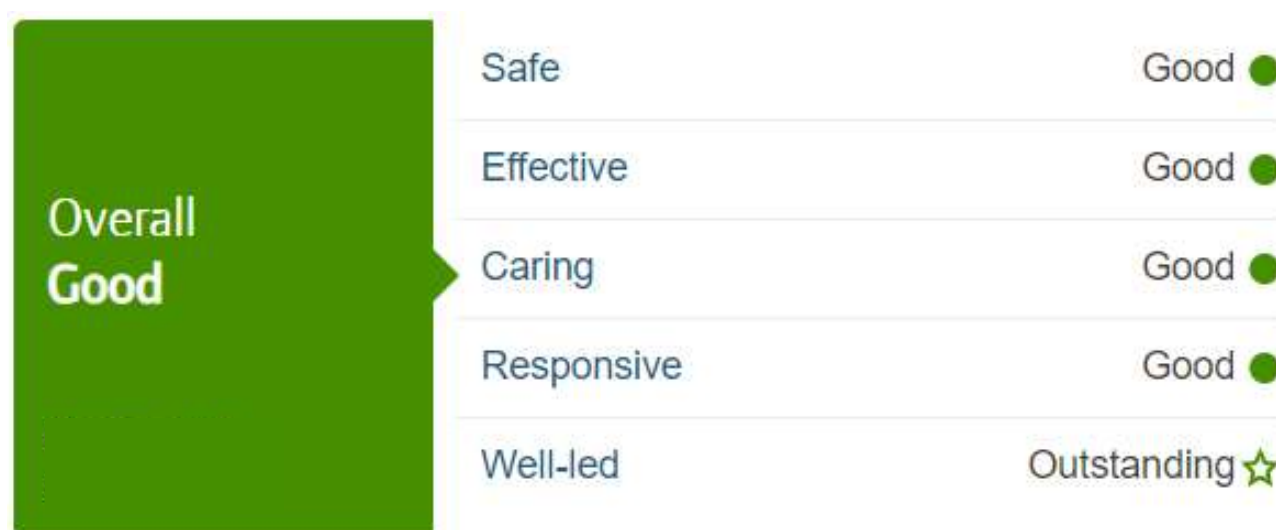 Overall
Good
Safe Good
Effective Good
Caring Good
Responsive Good
Well-led Outstanding